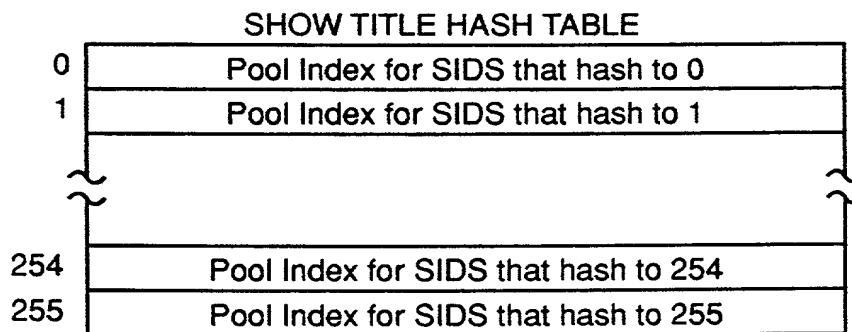 SHOW TITLE HASH TABLE
0 Pool Index for SIDS that hash to 0
1 Pool Index for SIDS that hash to 1
254 Pool Index for SIDS that hash to 254
255 Pool Index for SIDS that hash to 255